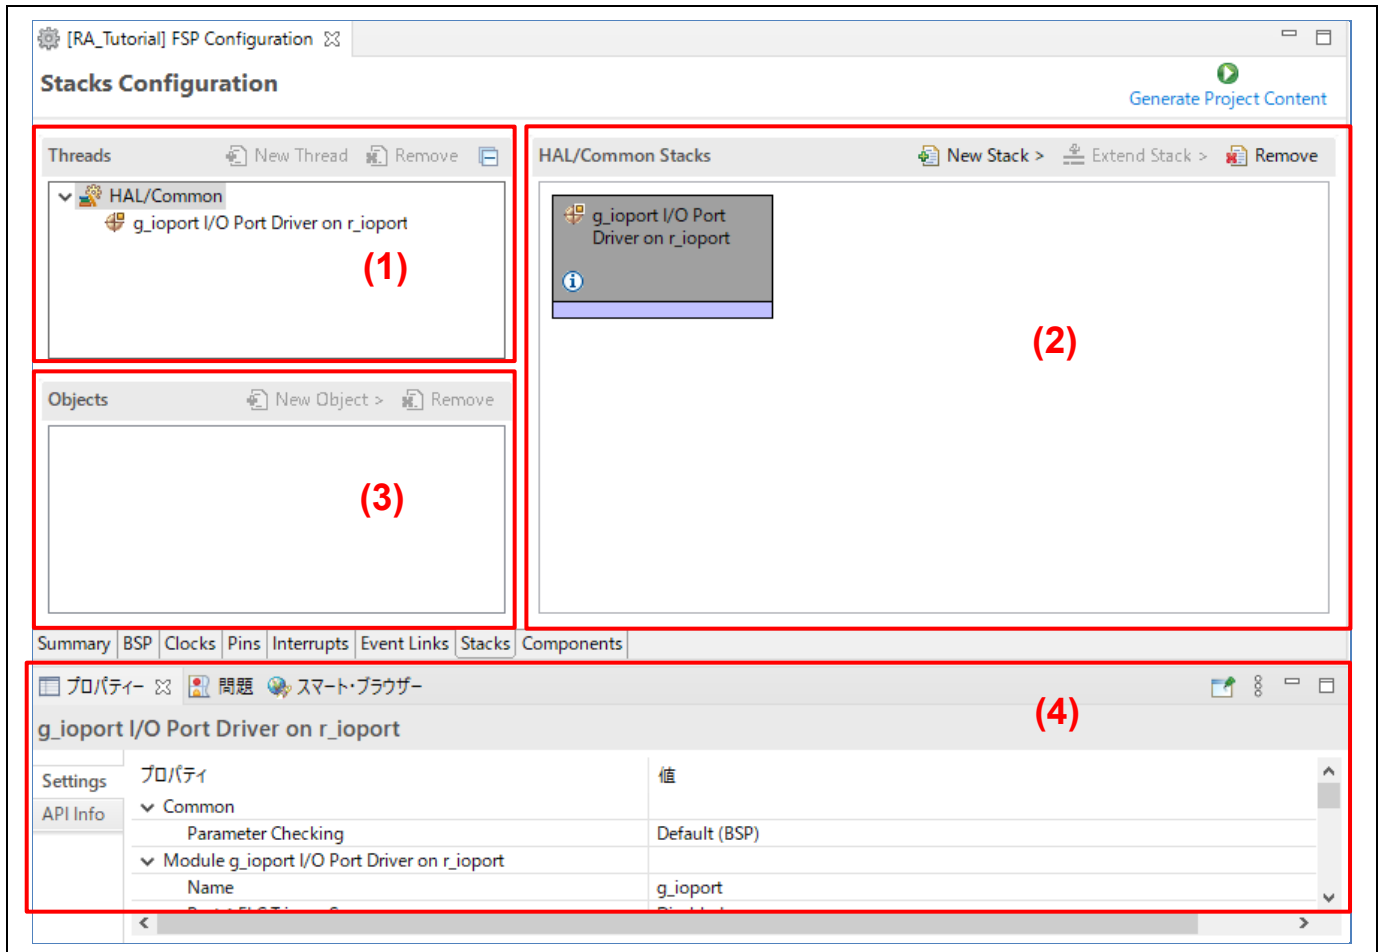 [RA_Tutorial] FSP Configuration
Stacks Configuration
Generate Project Content
Threads
New Thread
Remove
HAL/Common
g_ioport I/O Port Driver on r_ioport
(1)
HAL/Common Stacks
New Stack >
Extend Stack >
Remove
g_ioport I/O Port
Driver on r_ioport
(2)
Objects
New Object >
Remove
(3)
Summary BSP Clocks Pins Interrupts Event Links Stacks Components
プロパティー 問題 スマート・ブラウザー
(4)
g_ioport I/O Port Driver on r_ioport
Settings
API Info
プロパティ 値
Common
Parameter Checking Default (BSP)
Module g_ioport I/O Port Driver on r_ioport
Name g_ioport